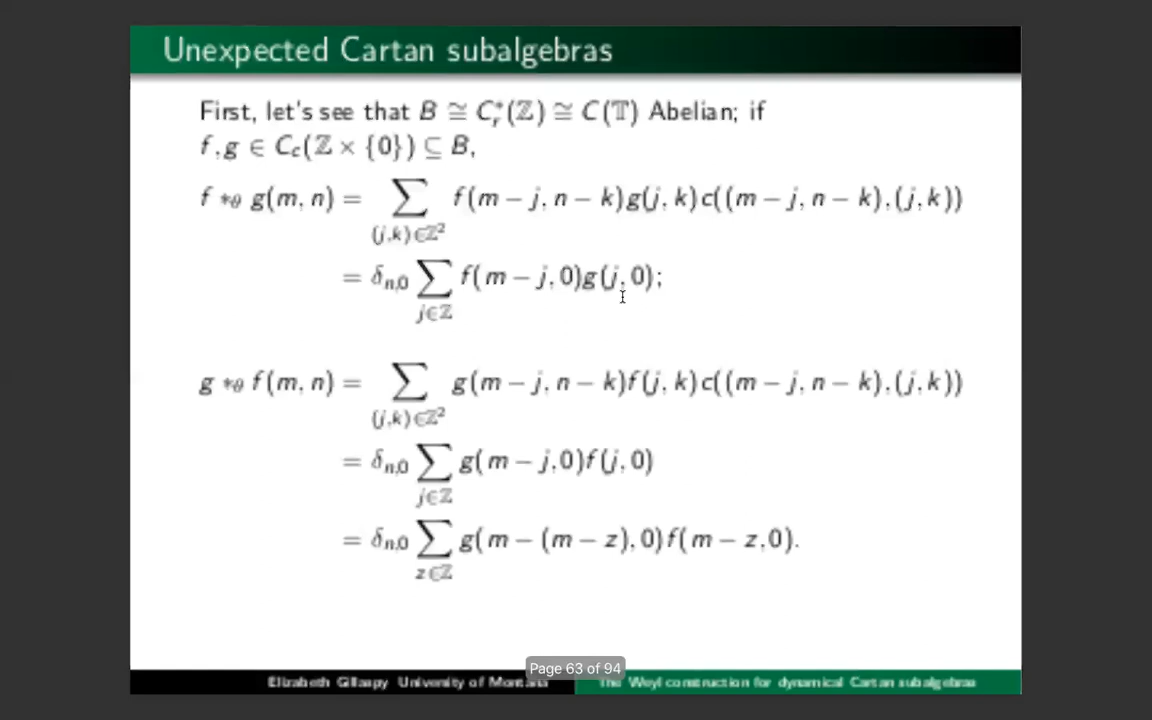 Unexpected Cartan subalgebras
First, let's see that B ≅ C*ᵣ(ℤ) ≅ C(𝕋) Abelian; if
f, g ∈ C_c(ℤ × {0}) ⊆ B,
f *_θ g(m, n) = ∑_{(j,k)∈ℤ²} f(m − j, n − k)g(j, k)c((m − j, n − k), (j, k))
= δ_{n,0} ∑_{j∈ℤ} f(m − j, 0)g(j, 0);
g *_θ f(m, n) = ∑_{(j,k)∈ℤ²} g(m − j, n − k)f(j, k)c((m − j, n − k), (j, k))
= δ_{n,0} ∑_{j∈ℤ} g(m − j, 0)f(j, 0)
= δ_{n,0} ∑_{z∈ℤ} g(m − (m − z), 0)f(m − z, 0).
Page 63 of 94
Elizabeth Gillaspy University of Montana
The Weyl construction for dynamical Cartan subalgebras